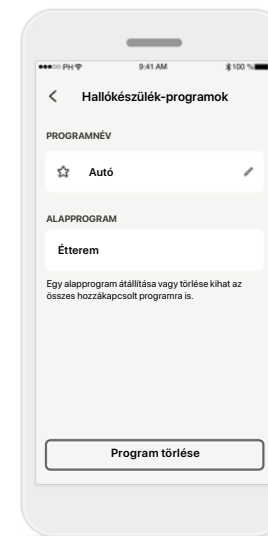 PH 9:41 AM 100 %
Hallókészülék-programok
PROGRAMNÉV
Autó
ALAPPROGRAM
Étterem
Egy alapprogram átállítása vagy törlése kihat az
összes hozzákapcsolt programra is.
Program törlése